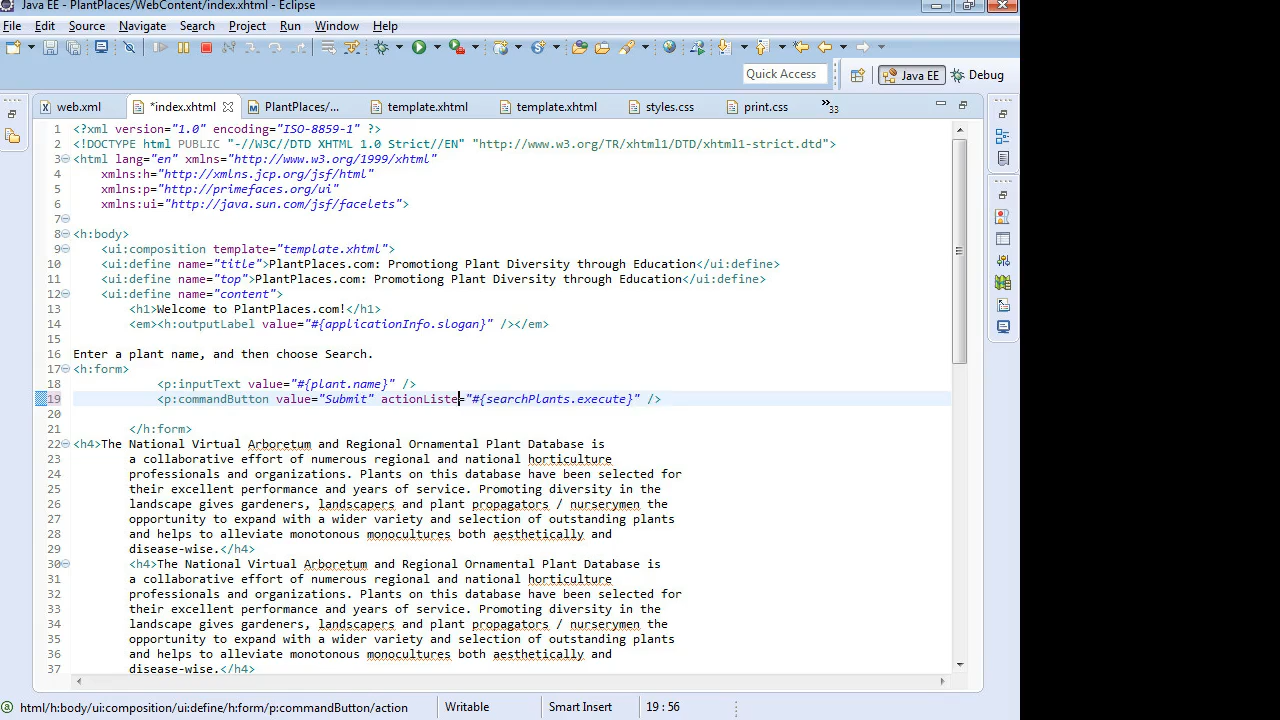 Java EE - PlantPlaces/WebContent/index.xhtml - Eclipse
File Edit Source Navigate Search Project Run Window Help
Quick Access
Java EE
Debug
web.xml
*index.xhtml
PlantPlaces/...
template.xhtml
template.xhtml
styles.css
print.css
»33
1 <?xml version="1.0" encoding="ISO-8859-1" ?>
2 <!DOCTYPE html PUBLIC "-//W3C//DTD XHTML 1.0 Strict//EN" "http://www.w3.org/TR/xhtml1/DTD/xhtml1-strict.dtd">
3 <html lang="en" xmlns="http://www.w3.org/1999/xhtml"
4 xmlns:h="http://xmlns.jcp.org/jsf/html"
5 xmlns:p="http://primefaces.org/ui"
6 xmlns:ui="http://java.sun.com/jsf/facelets">
7
8 <h:body>
9 <ui:composition template="template.xhtml">
10 <ui:define name="title">PlantPlaces.com: Promotiong Plant Diversity through Education</ui:define>
11 <ui:define name="top">PlantPlaces.com: Promotiong Plant Diversity through Education</ui:define>
12 <ui:define name="content">
13 <h1>Welcome to PlantPlaces.com!</h1>
14 <em><h:outputLabel value="#{applicationInfo.slogan}" /></em>
15
16 Enter a plant name, and then choose Search.
17 <h:form>
18 <p:inputText value="#{plant.name}" />
19 <p:commandButton value="Submit" actionListe="#{searchPlants.execute}" />
20
21 </h:form>
22 <h4>The National Virtual Arboretum and Regional Ornamental Plant Database is
23 a collaborative effort of numerous regional and national horticulture
24 professionals and organizations. Plants on this database have been selected for
25 their excellent performance and years of service. Promoting diversity in the
26 landscape gives gardeners, landscapers and plant propagators / nurserymen the
27 opportunity to expand with a wider variety and selection of outstanding plants
28 and helps to alleviate monotonous monocultures both aesthetically and
29 disease-wise.</h4>
30 <h4>The National Virtual Arboretum and Regional Ornamental Plant Database is
31 a collaborative effort of numerous regional and national horticulture
32 professionals and organizations. Plants on this database have been selected for
33 their excellent performance and years of service. Promoting diversity in the
34 landscape gives gardeners, landscapers and plant propagators / nurserymen the
35 opportunity to expand with a wider variety and selection of outstanding plants
36 and helps to alleviate monotonous monocultures both aesthetically and
37 disease-wise.</h4>
html/h:body/ui:composition/ui:define/h:form/p:commandButton/action
Writable
Smart Insert
19 : 56